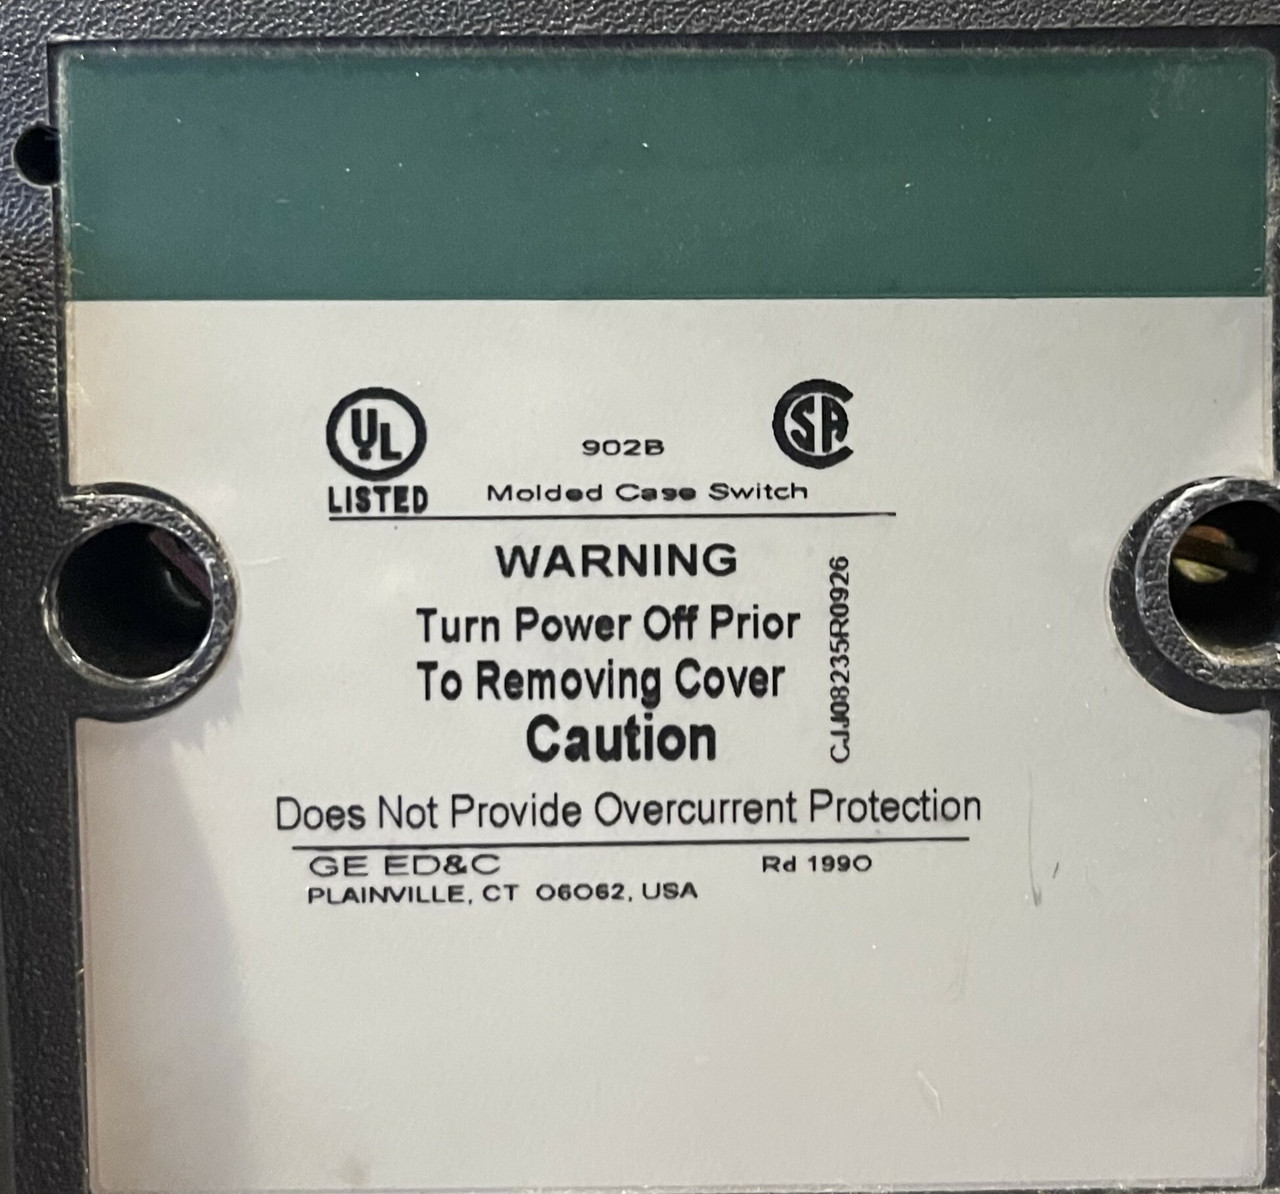 UL
LISTED
902B
SA
Molded Case Switch
WARNING
Turn Power Off Prior
To Removing Cover
Caution
CJJ08235R0926
Does Not Provide Overcurrent Protection
GE ED&C
Rd 1990
PLAINVILLE, CT 06062, USA